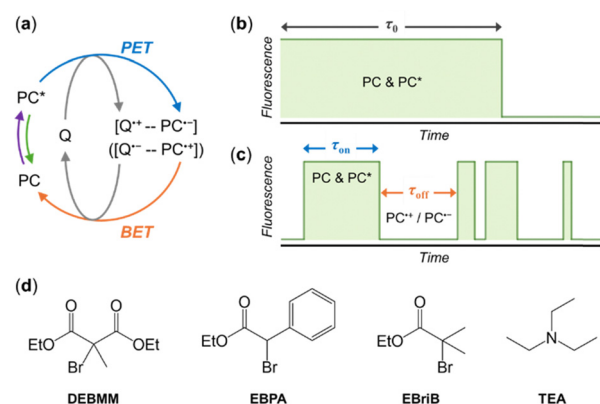 (a)
PET
PC*
Q
[Q•+ -- PC•−]
([Q•− -- PC•+])
PC
BET
(b)
τ0
Fluorescence
PC & PC*
Time
(c)
τon
Fluorescence
PC & PC*
τoff
PC•+ / PC•−
Time
(d)
O O
EtO OEt
Br
DEBMM
O
EtO
Br
EBPA
O
EtO
Br
EBriB
N
TEA